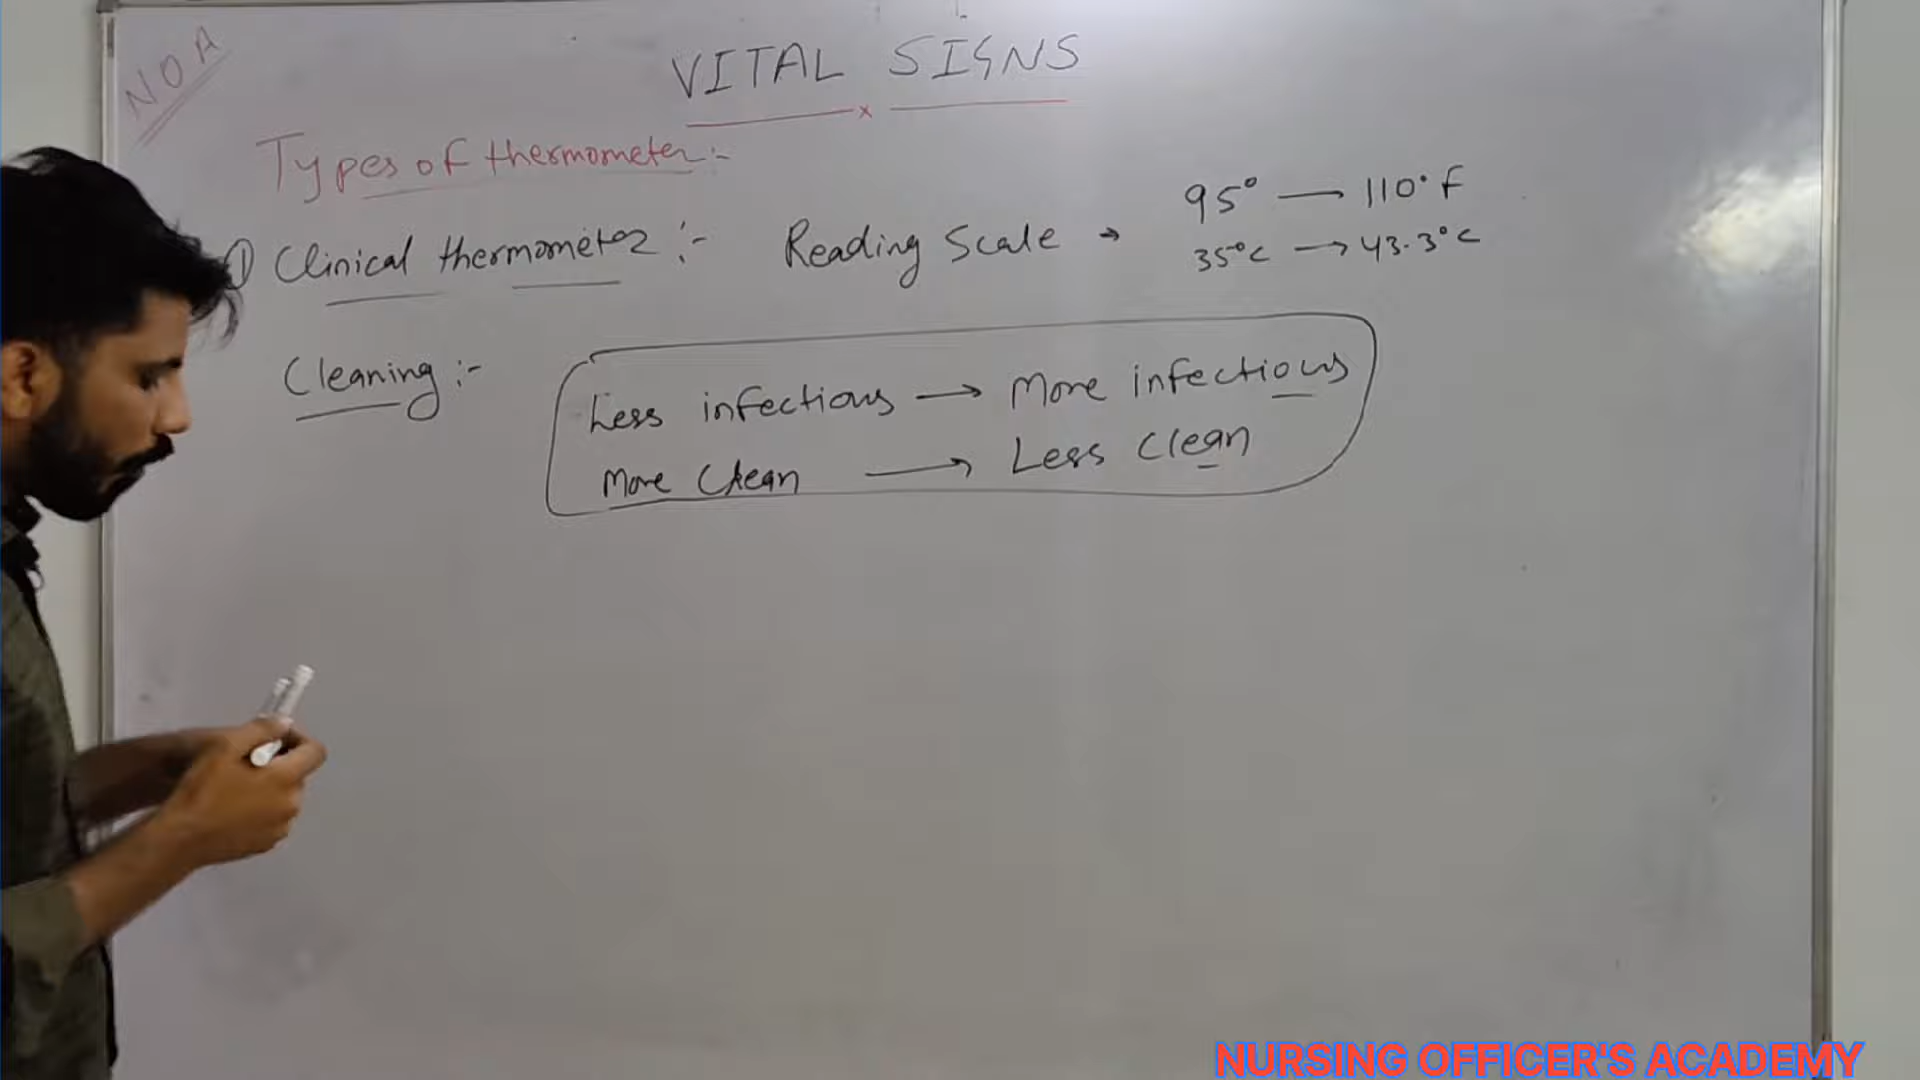 NOA
VITAL SIGNS
x
Types of thermometer:-
① Clinical thermometer :- Reading Scale → 95° — 110°F
35°C → 43.3°C
Cleaning :- Less infectious → More infectious
More Clean → Less clean
NURSING OFFICER'S ACADEMY